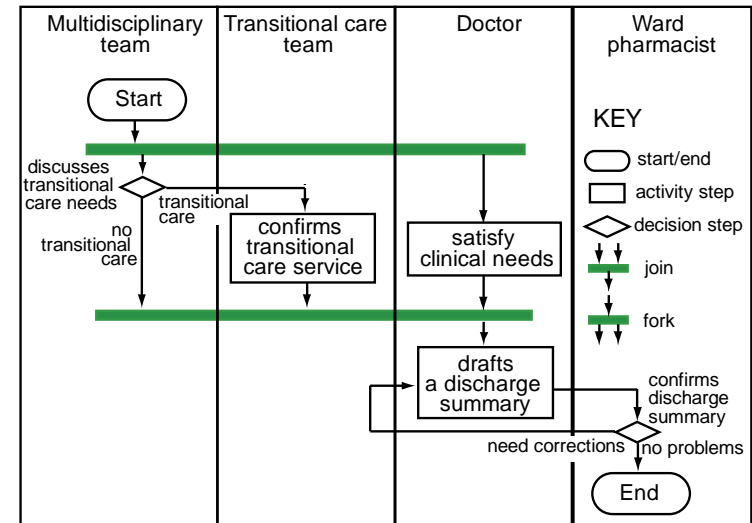 Multidisciplinary
team
Transitional care
team
Doctor
Ward
pharmacist
Start
discusses
transitional
care needs
transitional
care
no
transitional
care
confirms
transitional
care service
satisfy
clinical needs
drafts
a discharge
summary
confirms
discharge
summary
need corrections
no problems
End
KEY
start/end
activity step
decision step
join
fork